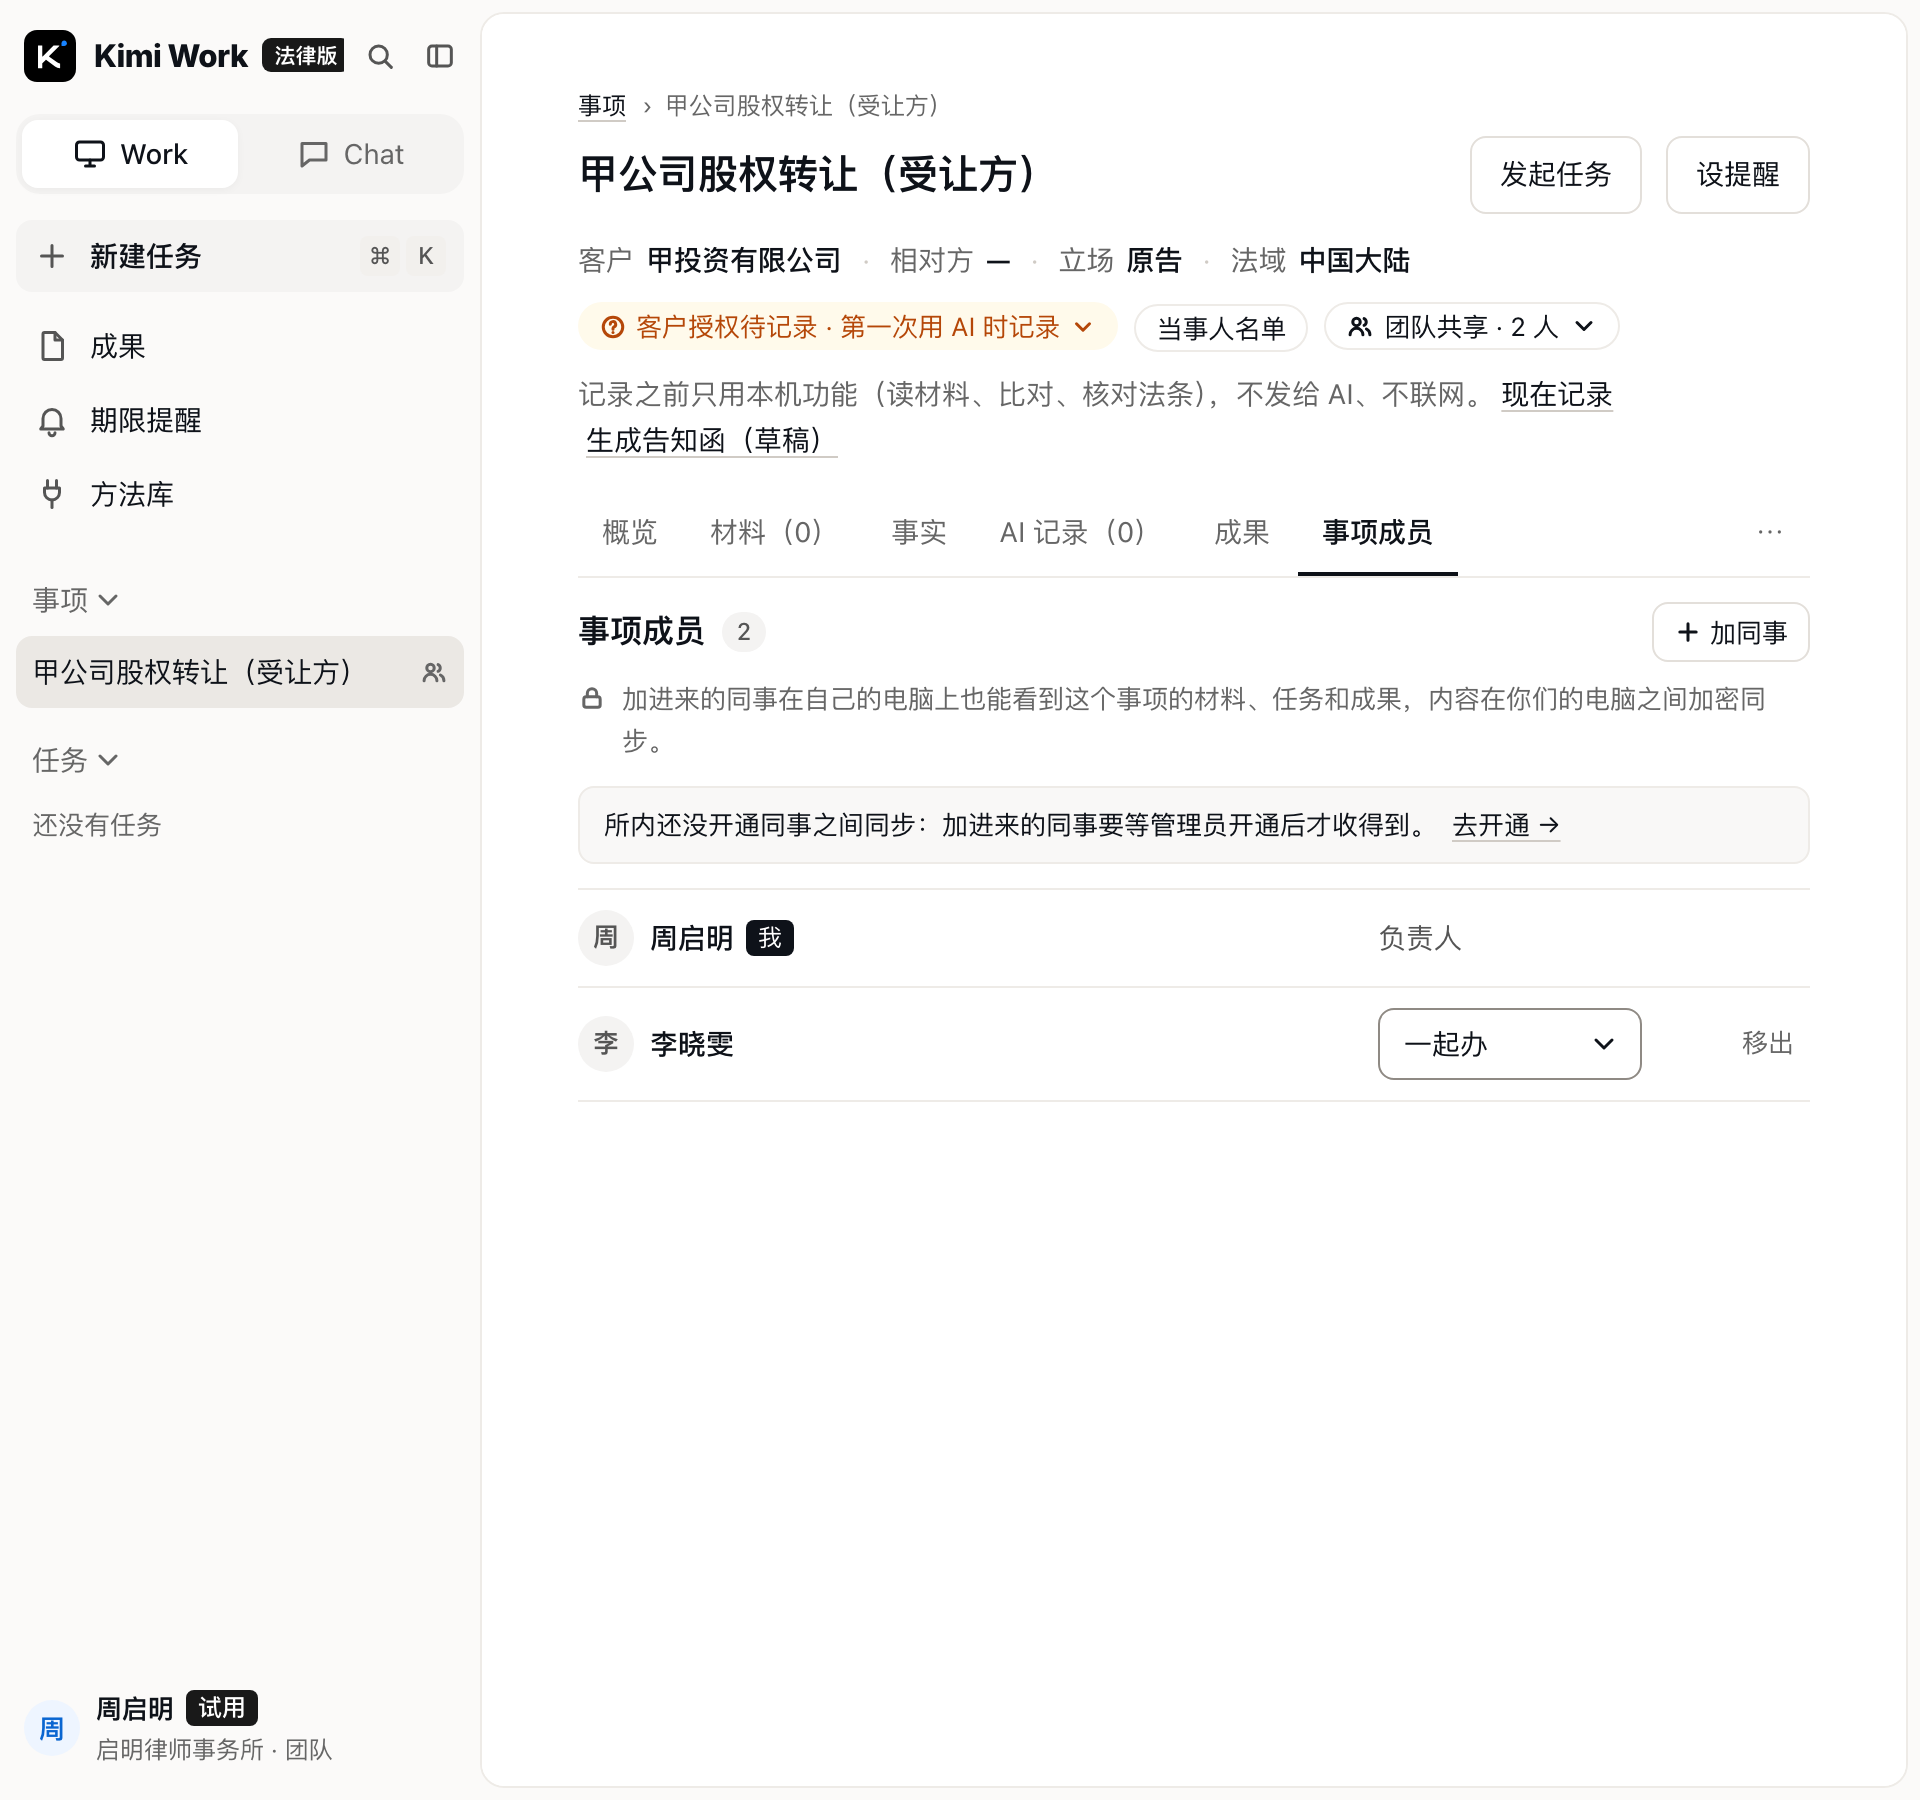 Kimi Work 法律版
Work Chat
新建任务 ⌘ K
成果
期限提醒
方法库
事项
甲公司股权转让（受让方）
任务
还没有任务
周 周启明 试用
启明律师事务所 · 团队
事项 › 甲公司股权转让（受让方）
甲公司股权转让（受让方）
发起任务 设提醒
客户 甲投资有限公司 · 相对方 — · 立场 原告 · 法域 中国大陆
客户授权待记录 · 第一次用 AI 时记录 当事人名单 团队共享 · 2 人
记录之前只用本机功能（读材料、比对、核对法条），不发给 AI、不联网。 现在记录
生成告知函（草稿）
概览 材料（0） 事实 AI 记录（0） 成果 事项成员 ···
事项成员 2 + 加同事
加进来的同事在自己的电脑上也能看到这个事项的材料、任务和成果，内容在你们的电脑之间加密同
步。
所内还没开通同事之间同步：加进来的同事要等管理员开通后才收得到。 去开通 →
周 周启明 我 负责人
李 李晓雯 一起办 移出